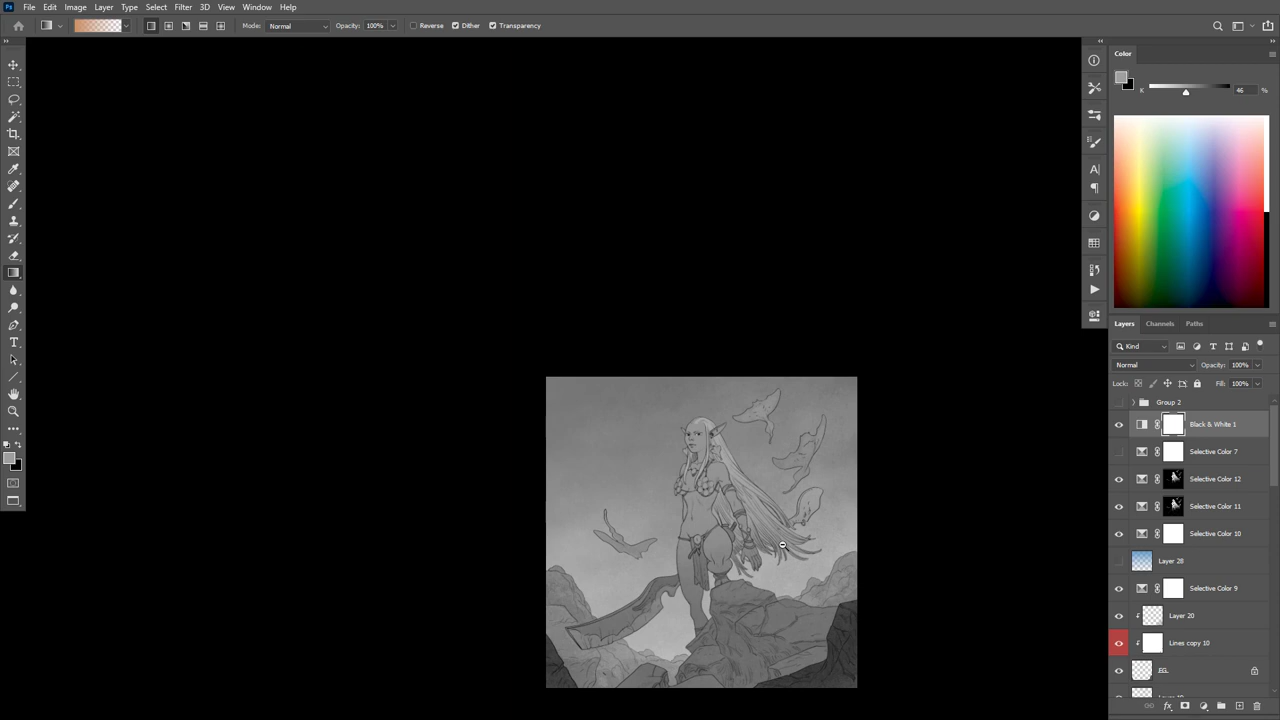 Ps File Edit Image Layer Type Select Filter 3D View Window Help
Mode: Normal Opacity: 100% Reverse Dither Transparency
Color
K 46 %
Layers Channels Paths
Kind
Normal Opacity: 100%
Lock: Fill: 100%
Group 2
Black & White 1
Selective Color 7
Selective Color 12
Selective Color 11
Selective Color 10
Layer 28
Selective Color 9
Layer 20
Lines copy 10
FG